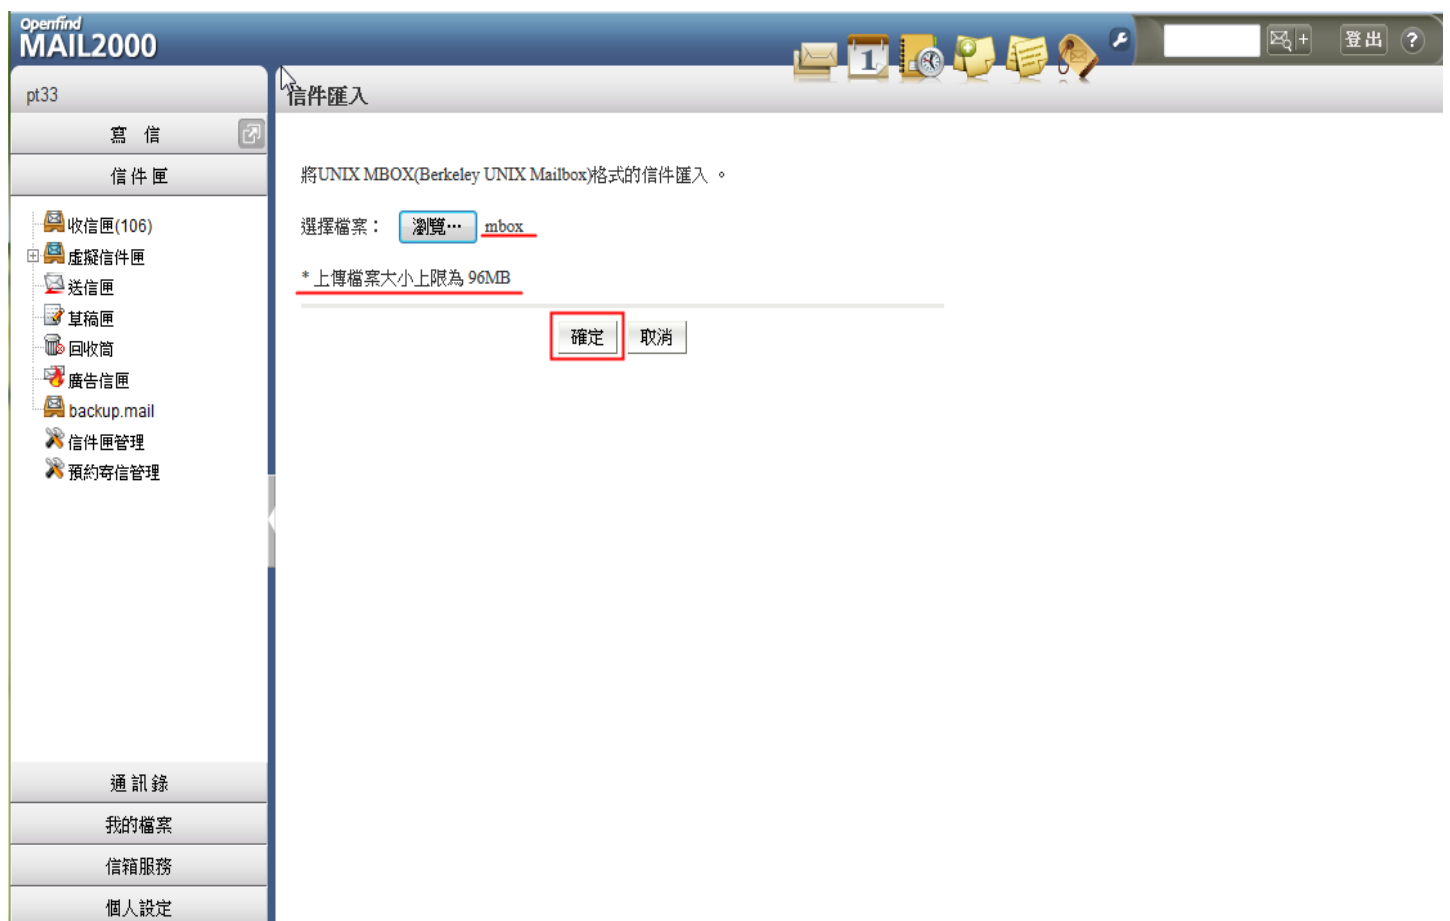 Openfind
MAIL2000
登出
?
pt33
信件匯入
寫 信
信件匣
收信匣(106)
虛擬信件匣
送信匣
草稿匣
回收筒
廣告信匣
backup.mail
信件匣管理
預約寄信管理
將UNIX MBOX(Berkeley UNIX Mailbox)格式的信件匯入 。
選擇檔案： 瀏覽… mbox
* 上傳檔案大小上限為 96MB
確定 取消
通訊錄
我的檔案
信箱服務
個人設定
1